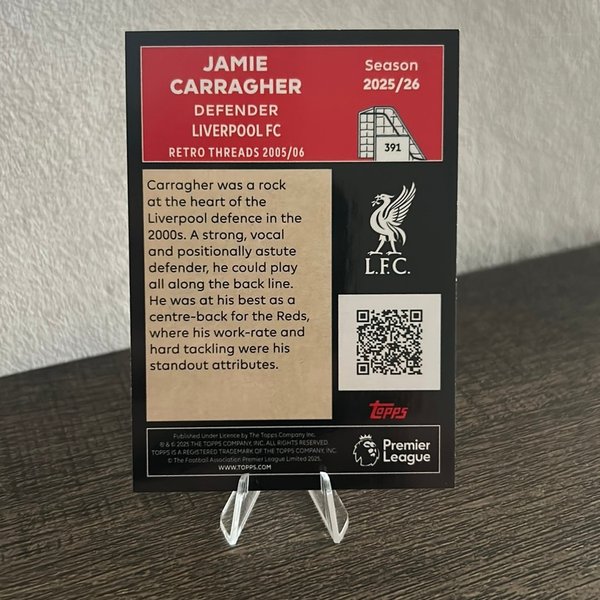 JAMIE
CARRAGHER
DEFENDER
LIVERPOOL FC
RETRO THREADS 2005/06
Season
2025/26
391
Carragher was a rock
at the heart of the
Liverpool defence in the
2000s. A strong, vocal
and positionally astute
defender, he could play
all along the back line.
He was at his best as a
centre-back for the Reds,
where his work-rate and
hard tackling were his
standout attributes.
L.F.C.
Topps
Published Under Licence by The Topps Company Inc.
® & © 2025 THE TOPPS COMPANY, INC. ALL RIGHTS RESERVED.
TOPPS IS A REGISTERED TRADEMARK OF THE TOPPS COMPANY, INC.
© The Football Association Premier League Limited 2025.
WWW.TOPPS.COM
Premier
League